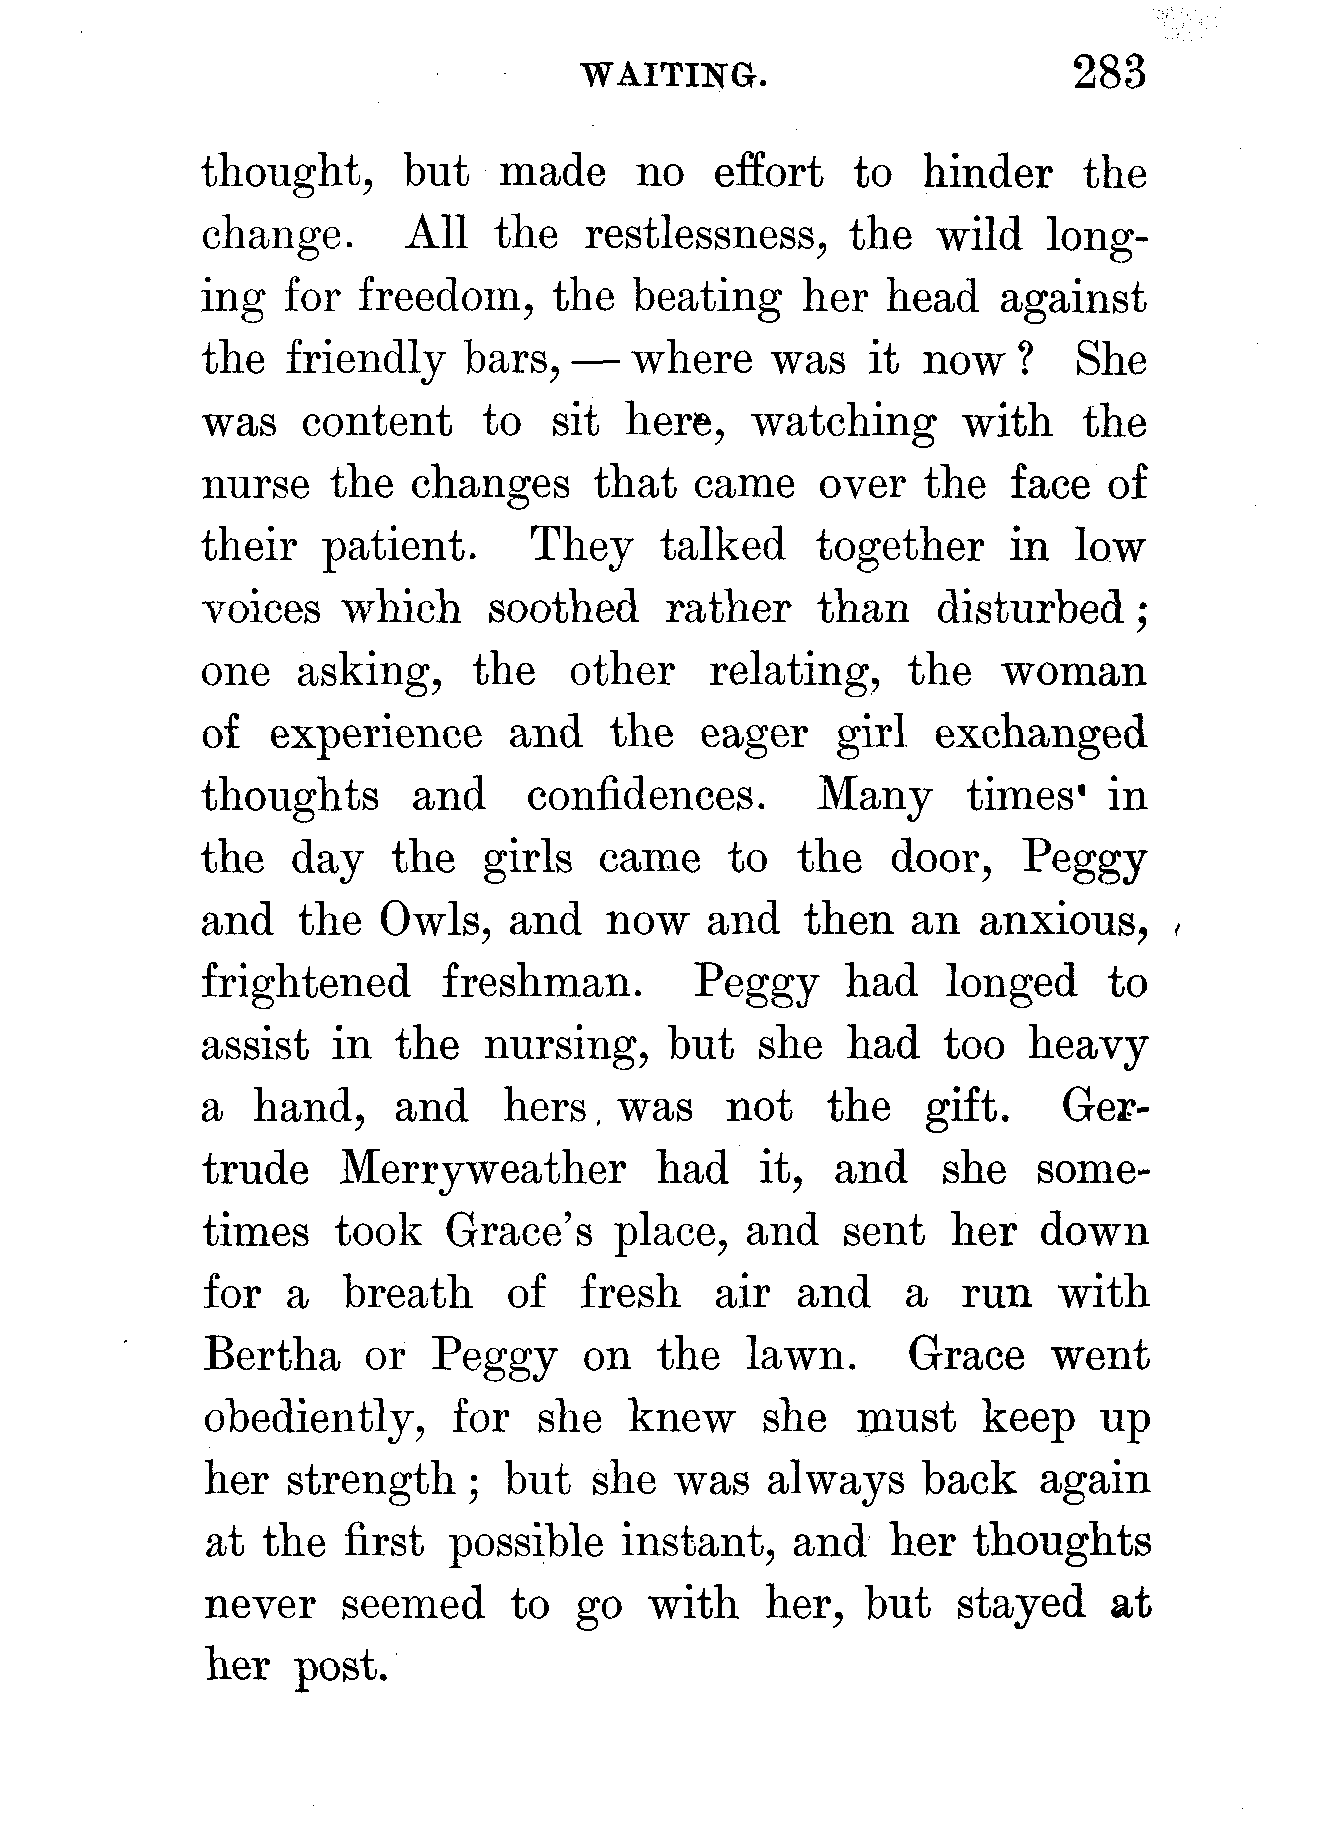 WAITING. 283
thought, but made no effort to hinder the
change. All the restlessness, the wild long-
ing for freedom, the beating her head against
the friendly bars, — where was it now ? She
was content to sit here, watching with the
nurse the changes that came over the face of
their patient. They talked together in low
voices which soothed rather than disturbed ;
one asking, the other relating, the woman
of experience and the eager girl exchanged
thoughts and confidences. Many times in
the day the girls came to the door, Peggy
and the Owls, and now and then an anxious,
frightened freshman. Peggy had longed to
assist in the nursing, but she had too heavy
a hand, and hers was not the gift. Ger-
trude Merryweather had it, and she some-
times took Grace's place, and sent her down
for a breath of fresh air and a run with
Bertha or Peggy on the lawn. Grace went
obediently, for she knew she must keep up
her strength ; but she was always back again
at the first possible instant, and her thoughts
never seemed to go with her, but stayed at
her post.